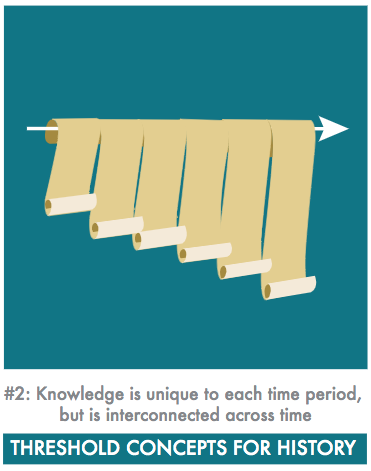 #2: Knowledge is unique to each time period,
but is interconnected across time
THRESHOLD CONCEPTS FOR HISTORY